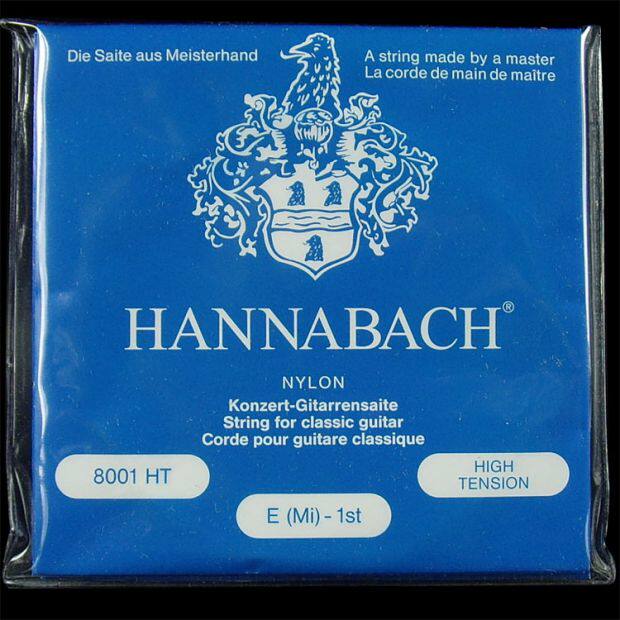 Die Saite aus Meisterhand
A string made by a master
La corde de main de maître
HANNABACH®
NYLON
Konzert-Gitarrensaite
String for classic guitar
Corde pour guitare classique
8001 HT
HIGH
TENSION
E (Mi) - 1st